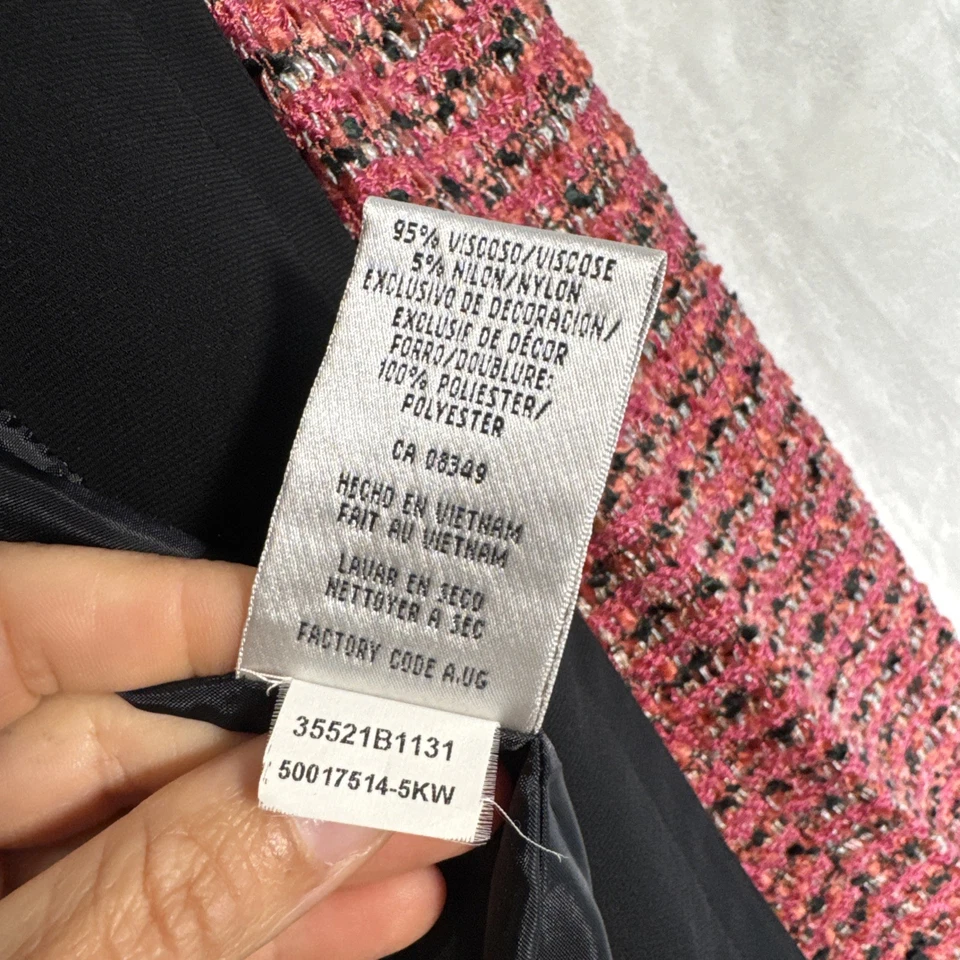 95% VISCOSO/VISCOSE
5% NILON/NYLON
EXCLUSIVO DE DECORACION/
EXCLUSIF DE DÉCOR
FORRO/DOUBLURE:
100% POLIESTER/
POLYESTER
CA 08349
HECHO EN VIETNAM
FAIT AU VIETNAM
LAVAR EN SECO
NETTOYER A SEC
FACTORY CODE A.UG
35521B1131
50017514-5KW